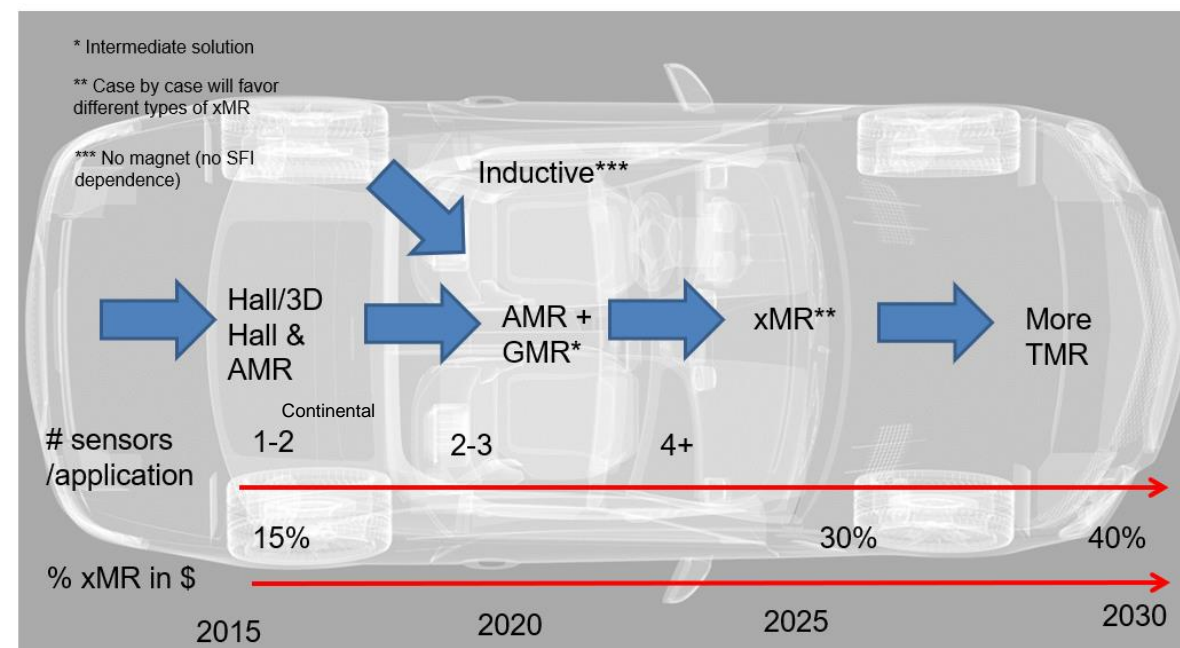 * Intermediate solution
** Case by case will favor
different types of xMR
*** No magnet (no SFI
dependence)
Inductive***
Hall/3D
Hall &
AMR
AMR +
GMR*
xMR**
More
TMR
Continental
# sensors
/application
1-2
2-3
4+
15%
30%
40%
% xMR in $
2015
2020
2025
2030